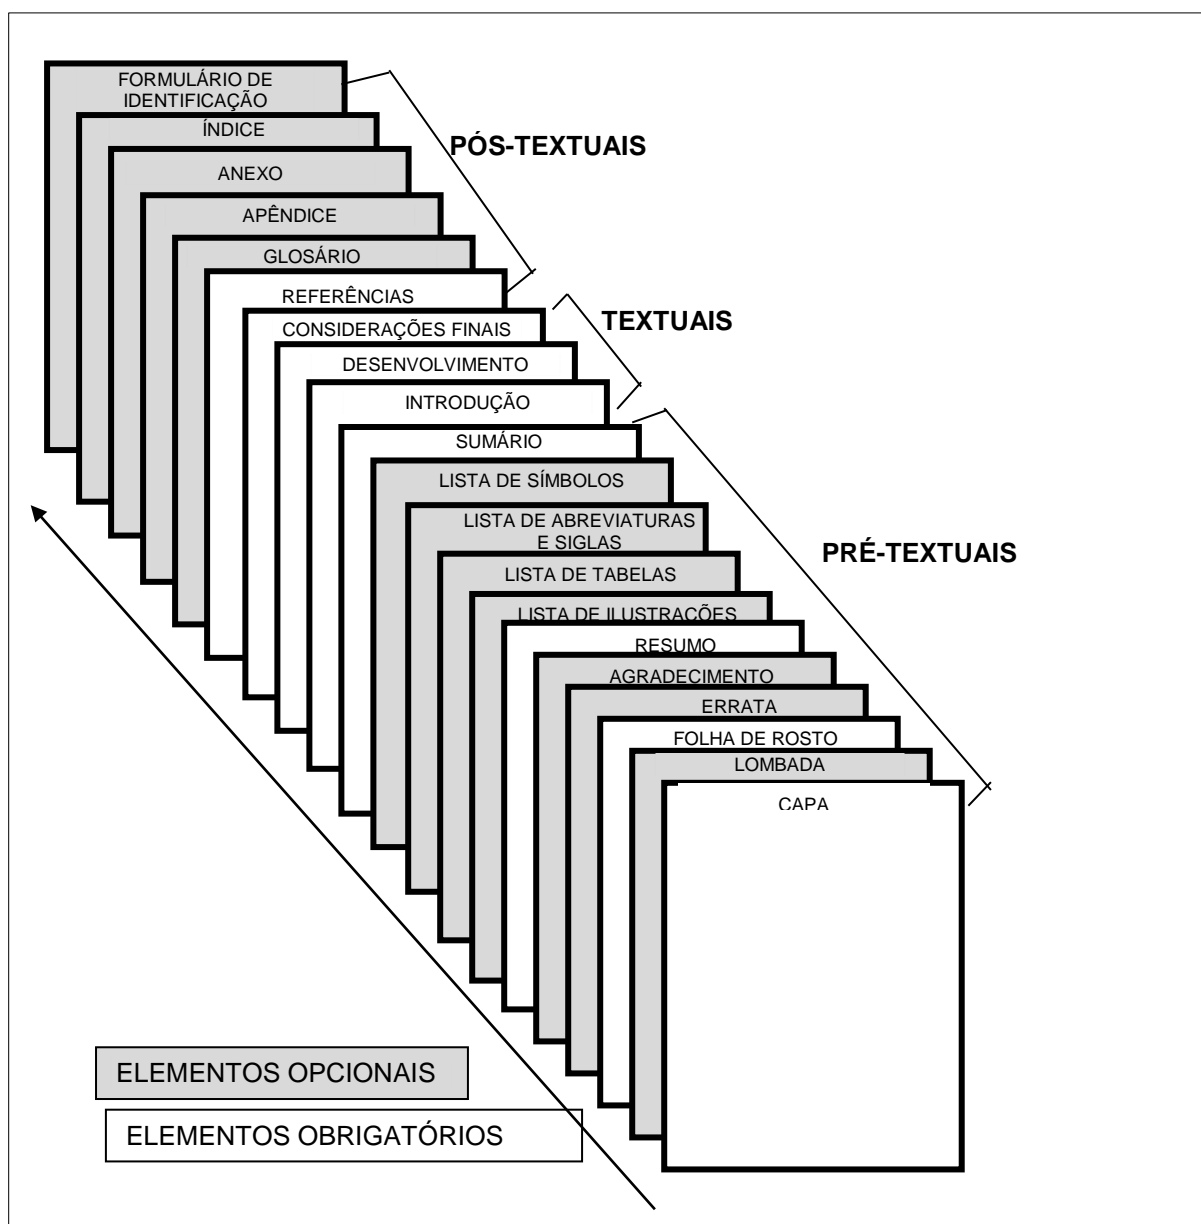 FORMULÁRIO DE
IDENTIFICAÇÃO
ÍNDICE
PÓS-TEXTUAIS
ANEXO
APÊNDICE
GLOSÁRIO
REFERÊNCIAS
TEXTUAIS
CONSIDERAÇÕES FINAIS
DESENVOLVIMENTO
INTRODUÇÃO
SUMÁRIO
LISTA DE SÍMBOLOS
LISTA DE ABREVIATURAS
E SIGLAS
PRÉ-TEXTUAIS
LISTA DE TABELAS
LISTA DE ILUSTRAÇÕES
RESUMO
AGRADECIMENTO
ERRATA
FOLHA DE ROSTO
LOMBADA
CAPA
ELEMENTOS OPCIONAIS
ELEMENTOS OBRIGATÓRIOS